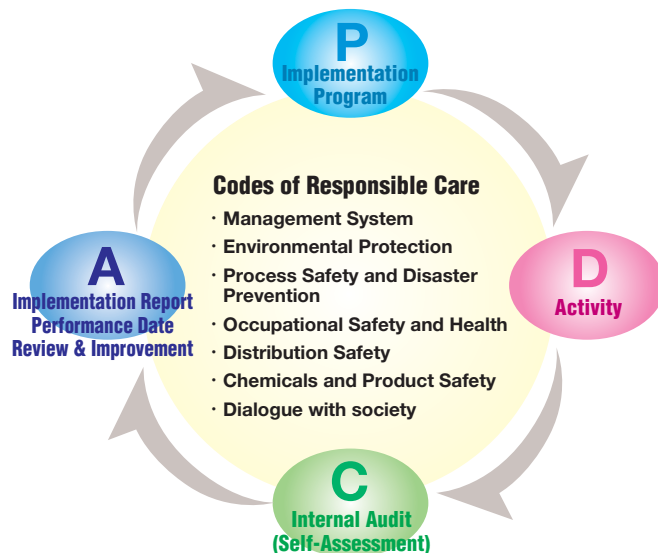 P
Implementation
Program
Codes of Responsible Care
· Management System
· Environmental Protection
· Process Safety and Disaster
Prevention
· Occupational Safety and Health
· Distribution Safety
· Chemicals and Product Safety
· Dialogue with society
D
Activity
C
Internal Audit
(Self-Assessment)
A
Implementation Report
Performance Date
Review & Improvement